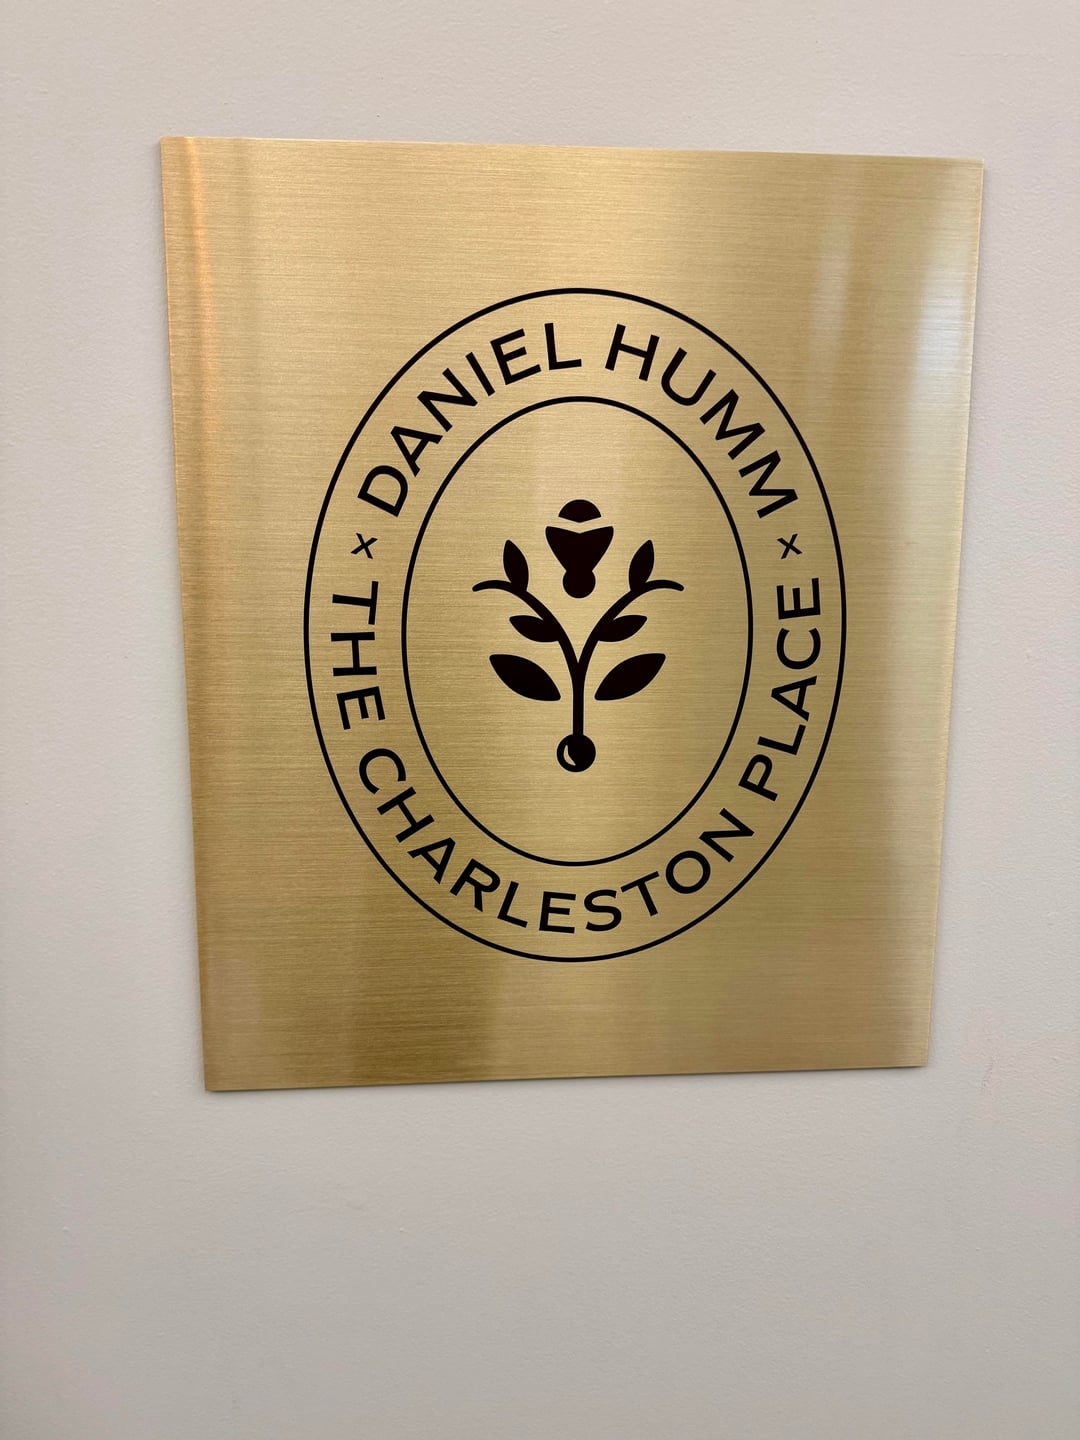 DANIEL HUMM
× THE CHARLESTON PLACE ×